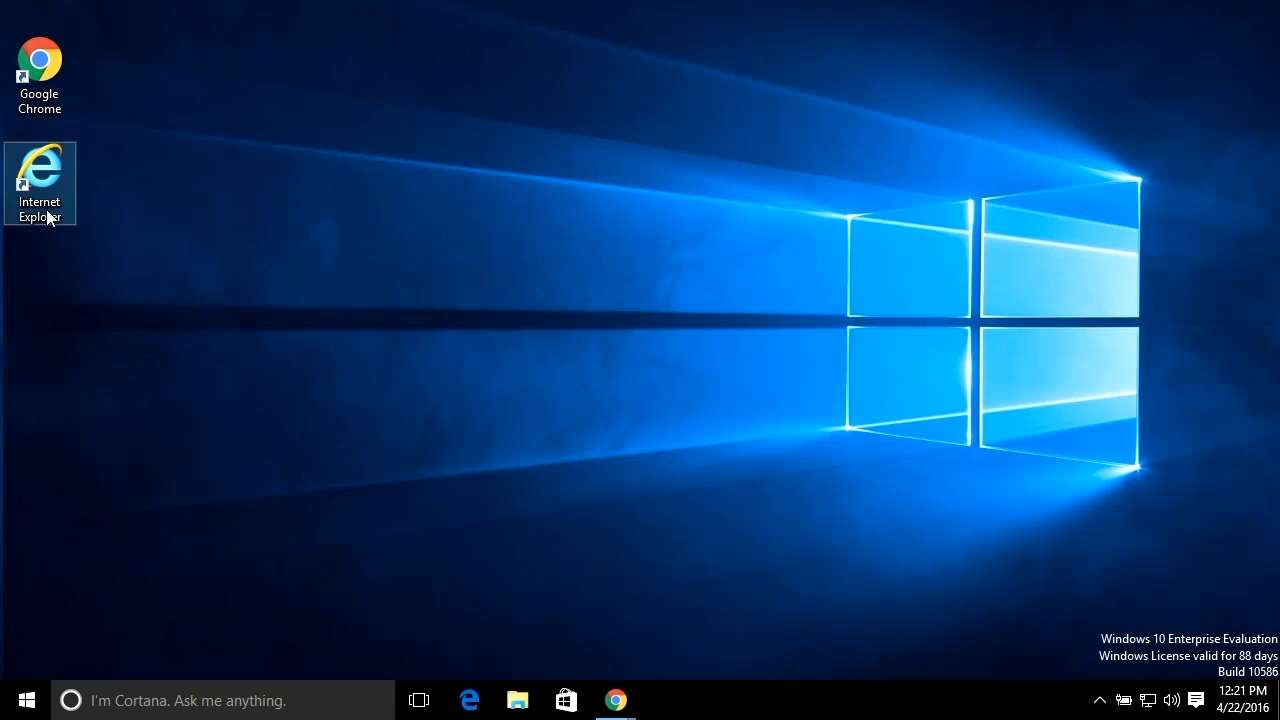 Google
Chrome
Internet
Explorer
Windows 10 Enterprise Evaluation
Windows License valid for 88 days
Build 10586
I'm Cortana. Ask me anything.
12:21 PM
4/22/2016